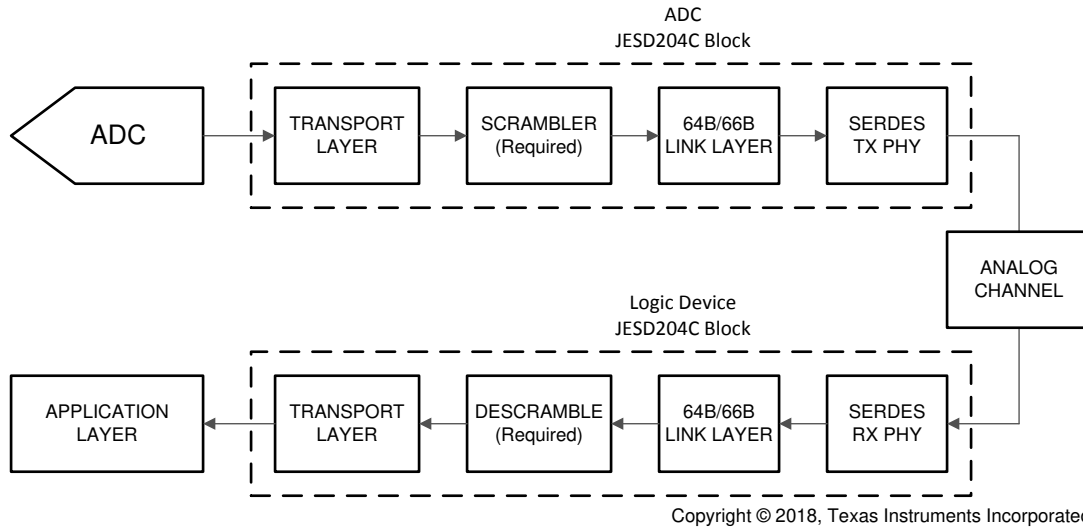 ADC
JESD204C Block
ADC
TRANSPORT
LAYER
SCRAMBLER
(Required)
64B/66B
LINK LAYER
SERDES
TX PHY
ANALOG
CHANNEL
Logic Device
JESD204C Block
APPLICATION
LAYER
TRANSPORT
LAYER
DESCRAMBLE
(Required)
64B/66B
LINK LAYER
SERDES
RX PHY
Copyright © 2018, Texas Instruments Incorporated